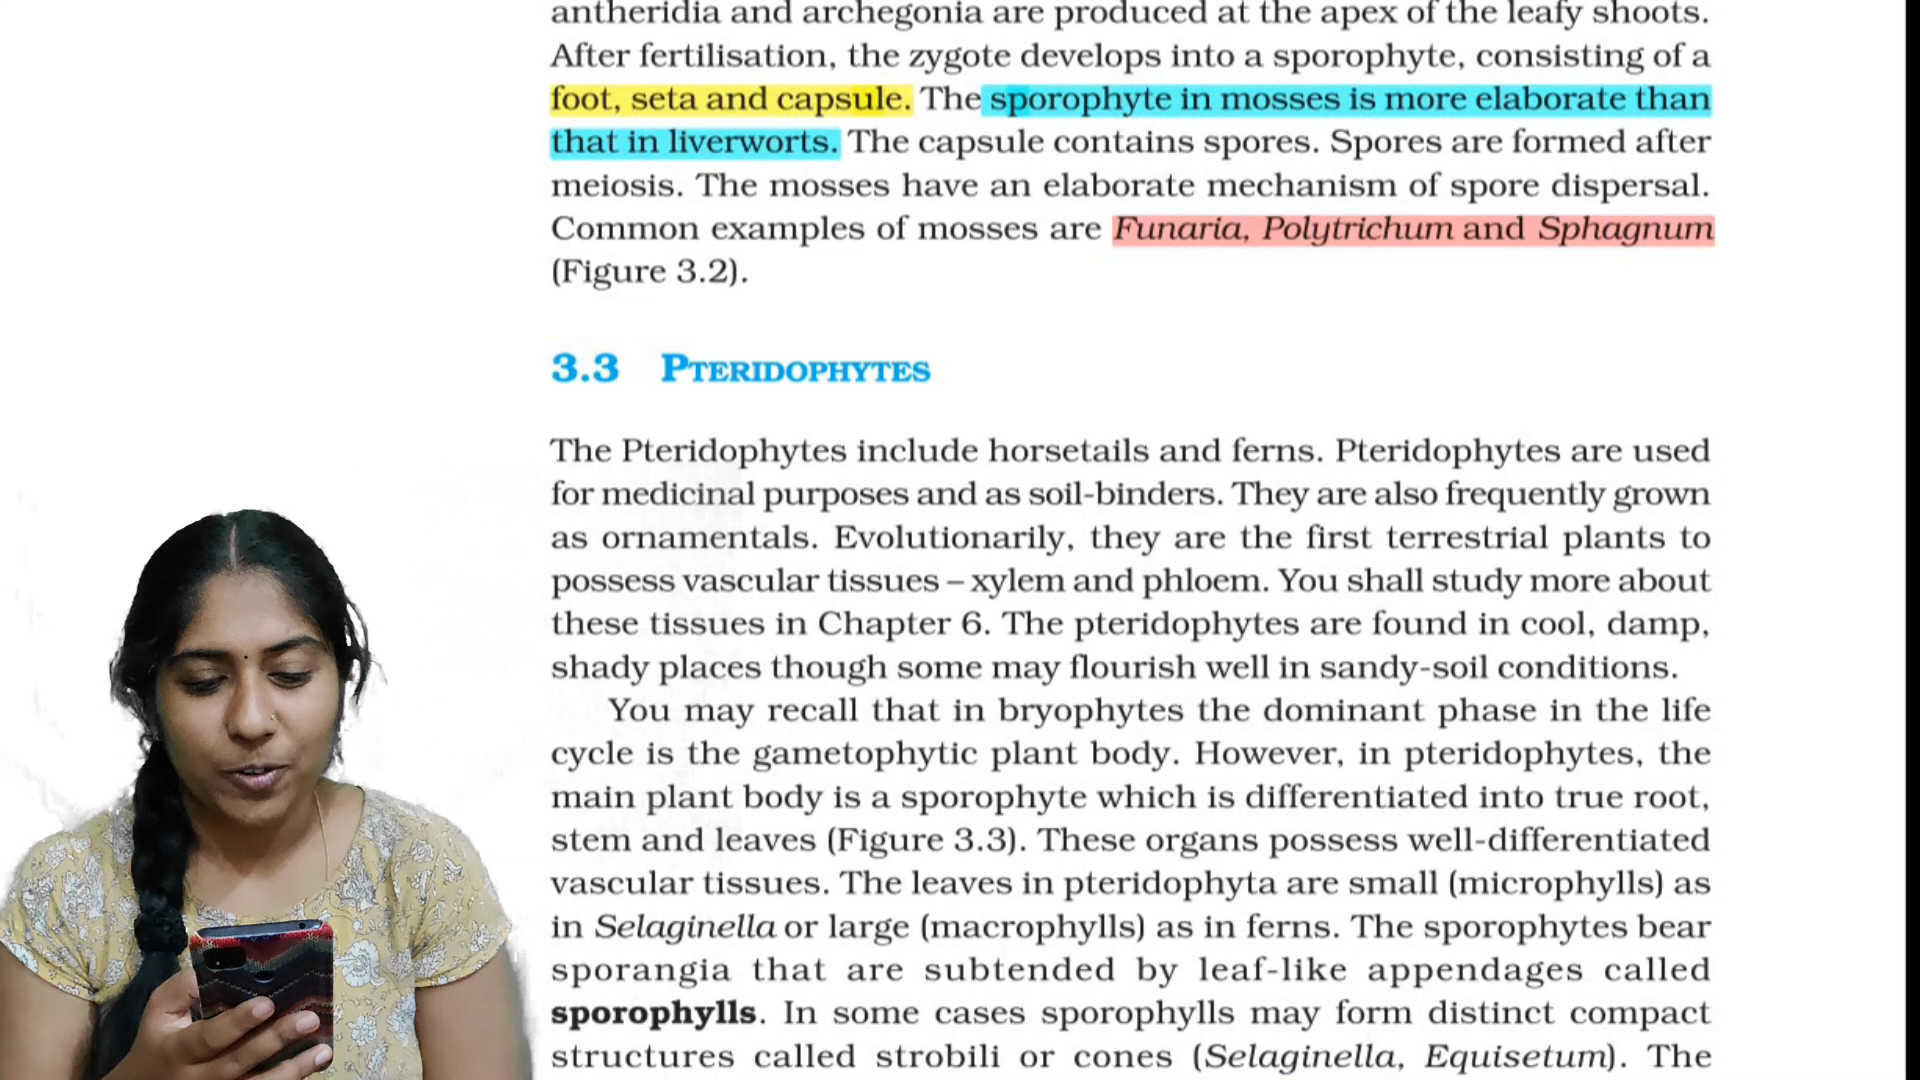 antheridia and archegonia are produced at the apex of the leafy shoots.
After fertilisation, the zygote develops into a sporophyte, consisting of a
foot, seta and capsule. The sporophyte in mosses is more elaborate than
that in liverworts. The capsule contains spores. Spores are formed after
meiosis. The mosses have an elaborate mechanism of spore dispersal.
Common examples of mosses are Funaria, Polytrichum and Sphagnum
(Figure 3.2).
3.3 PTERIDOPHYTES
The Pteridophytes include horsetails and ferns. Pteridophytes are used
for medicinal purposes and as soil-binders. They are also frequently grown
as ornamentals. Evolutionarily, they are the first terrestrial plants to
possess vascular tissues – xylem and phloem. You shall study more about
these tissues in Chapter 6. The pteridophytes are found in cool, damp,
shady places though some may flourish well in sandy-soil conditions.
You may recall that in bryophytes the dominant phase in the life
cycle is the gametophytic plant body. However, in pteridophytes, the
main plant body is a sporophyte which is differentiated into true root,
stem and leaves (Figure 3.3). These organs possess well-differentiated
vascular tissues. The leaves in pteridophyta are small (microphylls) as
in Selaginella or large (macrophylls) as in ferns. The sporophytes bear
sporangia that are subtended by leaf-like appendages called
sporophylls. In some cases sporophylls may form distinct compact
structures called strobili or cones (Selaginella, Equisetum). The